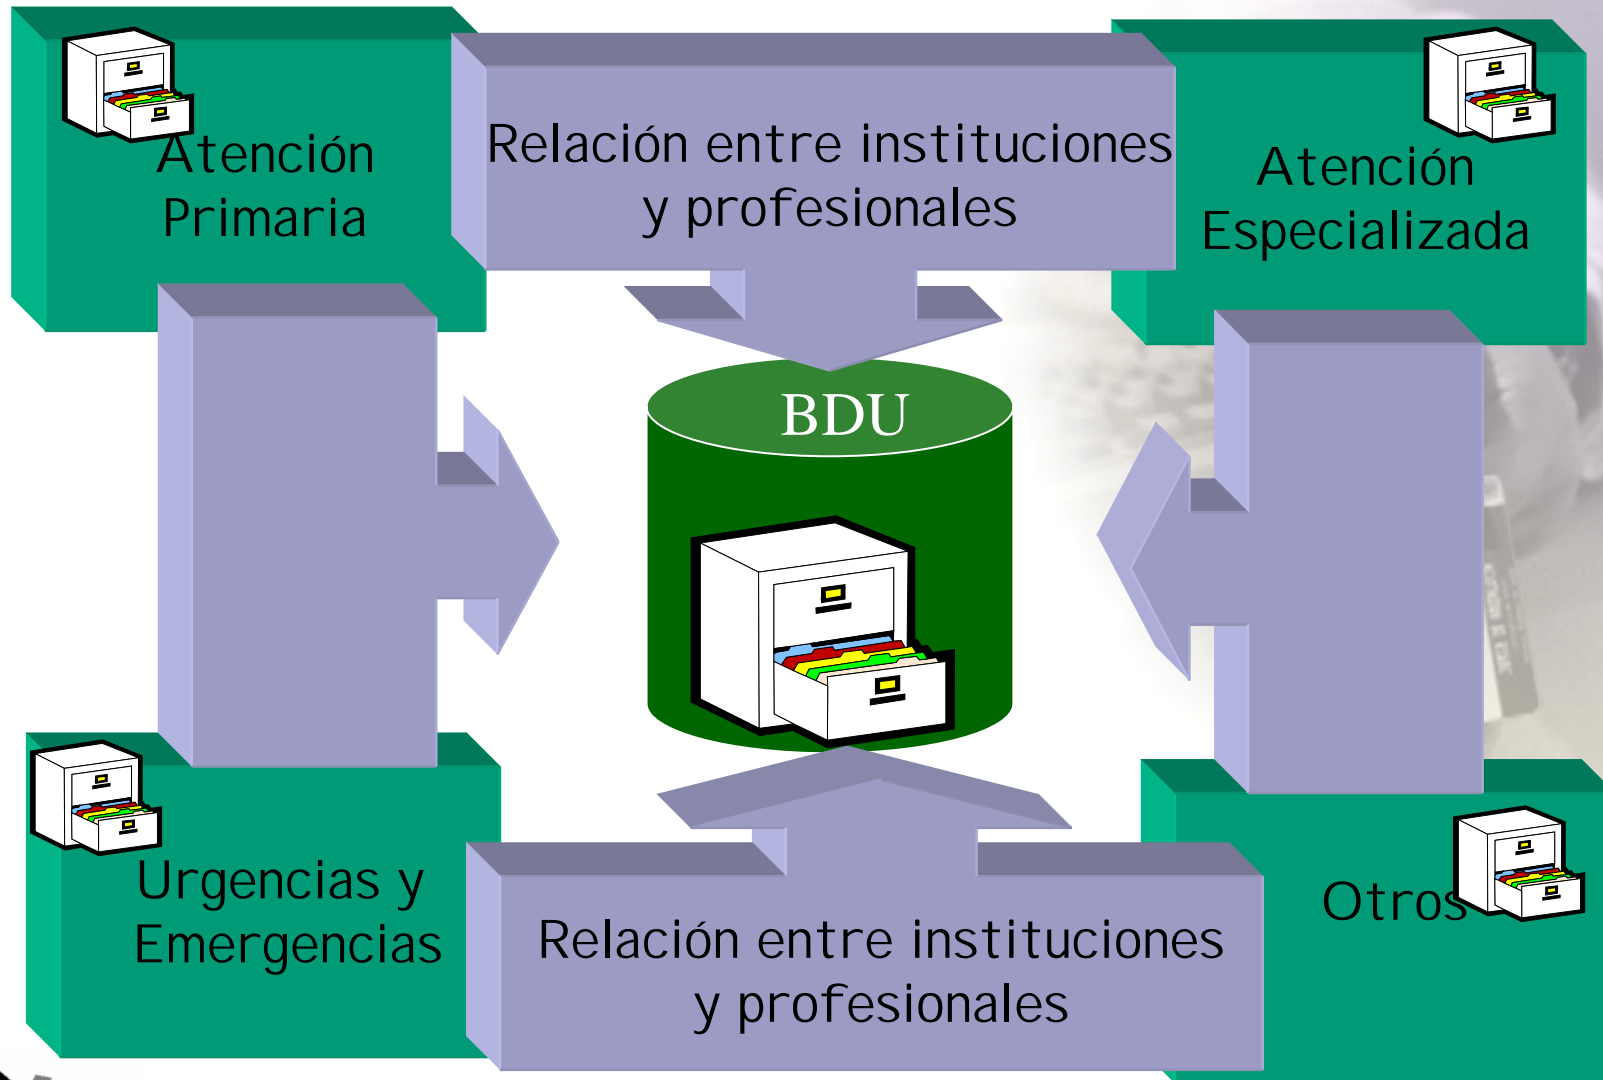 Atención
Primaria
Relación entre instituciones
y profesionales
Atención
Especializada
BDU
Urgencias y
Emergencias
Relación entre instituciones
y profesionales
Otros